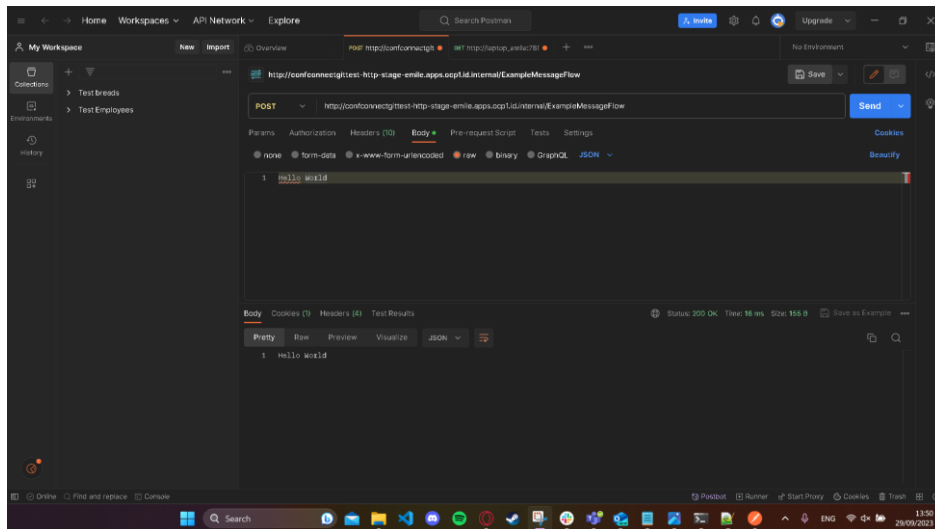 Home Workspaces API Network Explore Search Postman Invite Upgrade
My Workspace New Import Overview POST http://confconnectgitt GET http://laptop_emilec:780 No Environment
Collections http://confconnectgittest-http-stage-emile.apps.ocp1.id.internal/ExampleMessageFlow Save
Test breads
Test Employees
Environments
POST http://confconnectgittest-http-stage-emile.apps.ocp1.id.internal/ExampleMessageFlow Send
History
Params Authorization Headers (10) Body Pre-request Script Tests Settings Cookies
none form-data x-www-form-urlencoded raw binary GraphQL JSON Beautify
1 Hello World
Body Cookies (1) Headers (4) Test Results Status: 200 OK Time: 16 ms Size: 155 B Save as Example
Pretty Raw Preview Visualize JSON
1 Hello World
Online Find and replace Console Postbot Runner Start Proxy Cookies Trash
Search ENG 13:50
29/09/2023